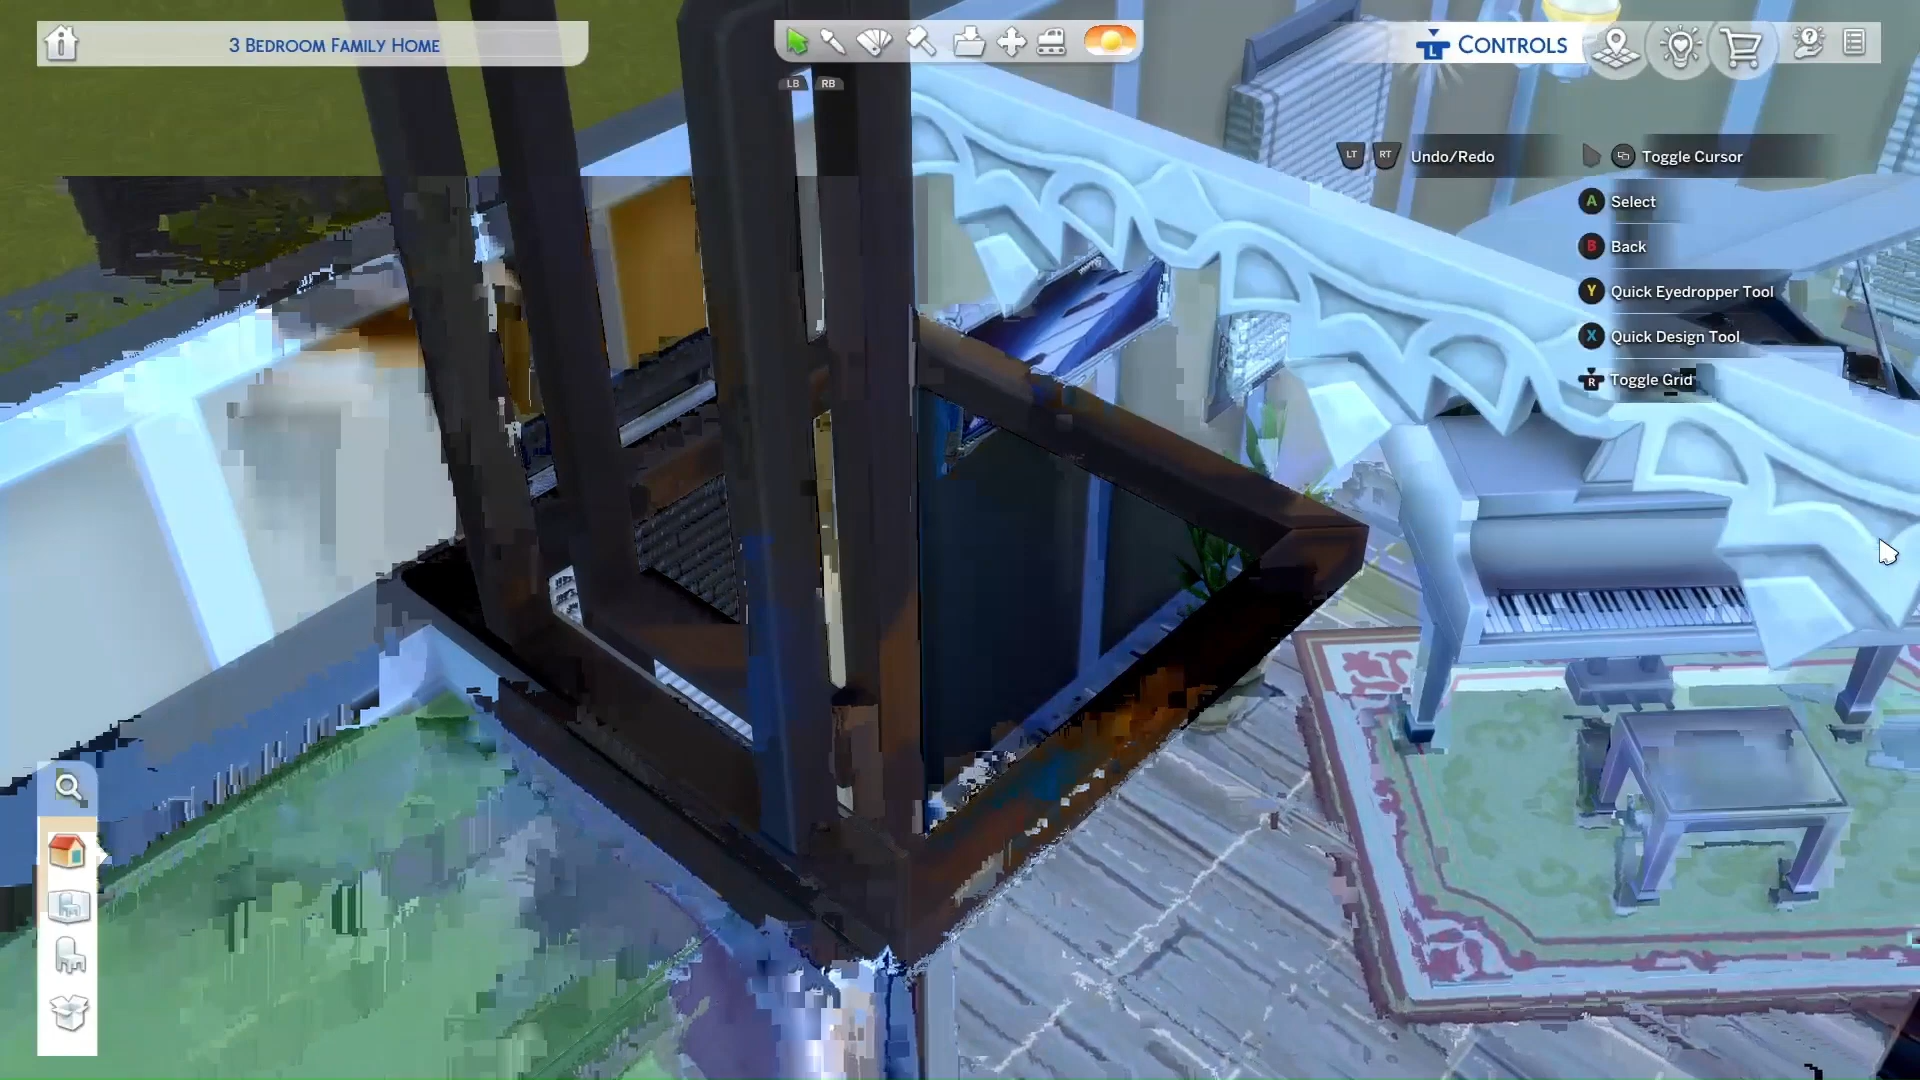 3 BEDROOM FAMILY HOME
LB RB
L CONTROLS
LT RT Undo/Redo
Toggle Cursor
A Select
B Back
Y Quick Eyedropper Tool
X Quick Design Tool
R Toggle Grid